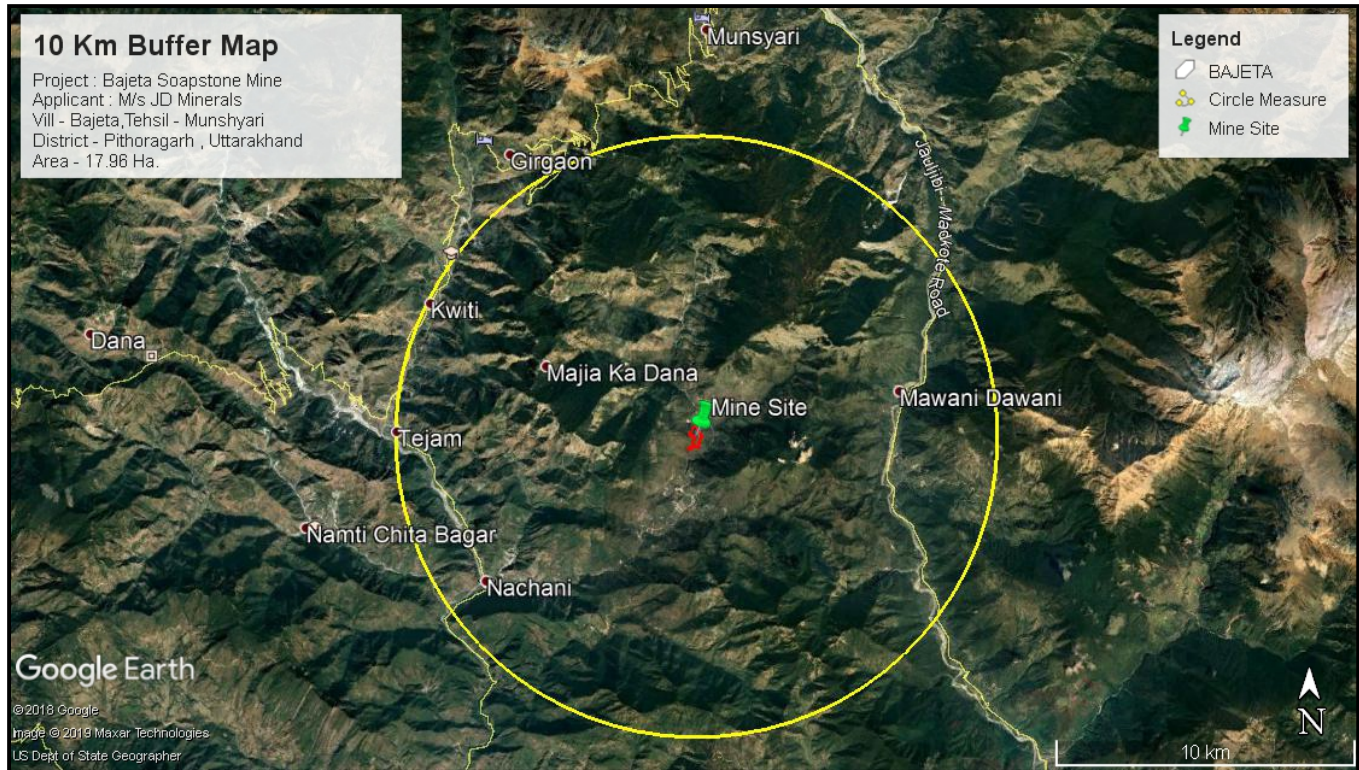 10 Km Buffer Map
Project : Bajeta Soapstone Mine
Applicant : M/s JD Minerals
Vill - Bajeta,Tehsil - Munshyari
District - Pithoragarh , Uttarakhand
Area - 17.96 Ha.
Legend
BAJETA
Circle Measure
Mine Site
Munsyari
Girgaon
Jauljibi - Madkote Road
Kwiti
Dana
Majia Ka Dana
Mawani Dawani
Mine Site
Tejam
Namti Chita Bagar
Nachani
Google Earth
©2018 Google
Image © 2019 Maxar Technologies
US Dept of State Geographer
N
10 km